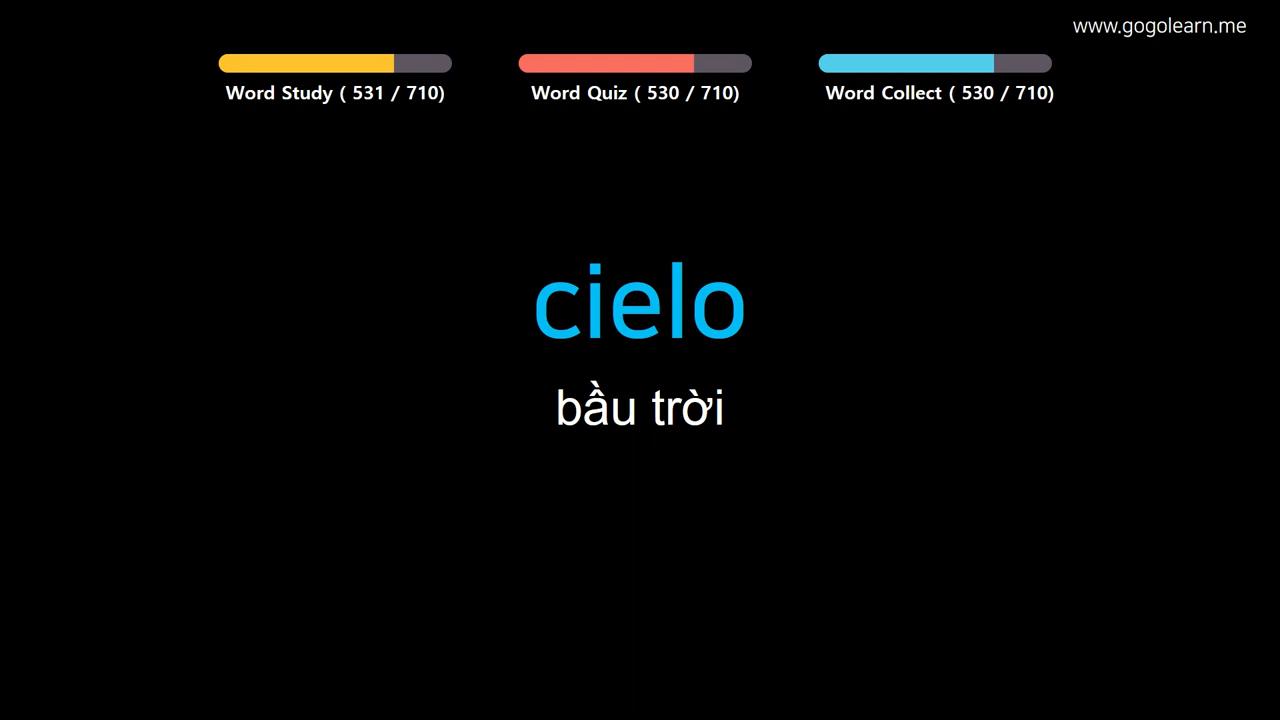 www.gogolearn.me
Word Study ( 531 / 710)
Word Quiz ( 530 / 710)
Word Collect ( 530 / 710)
cielo
bầu trời